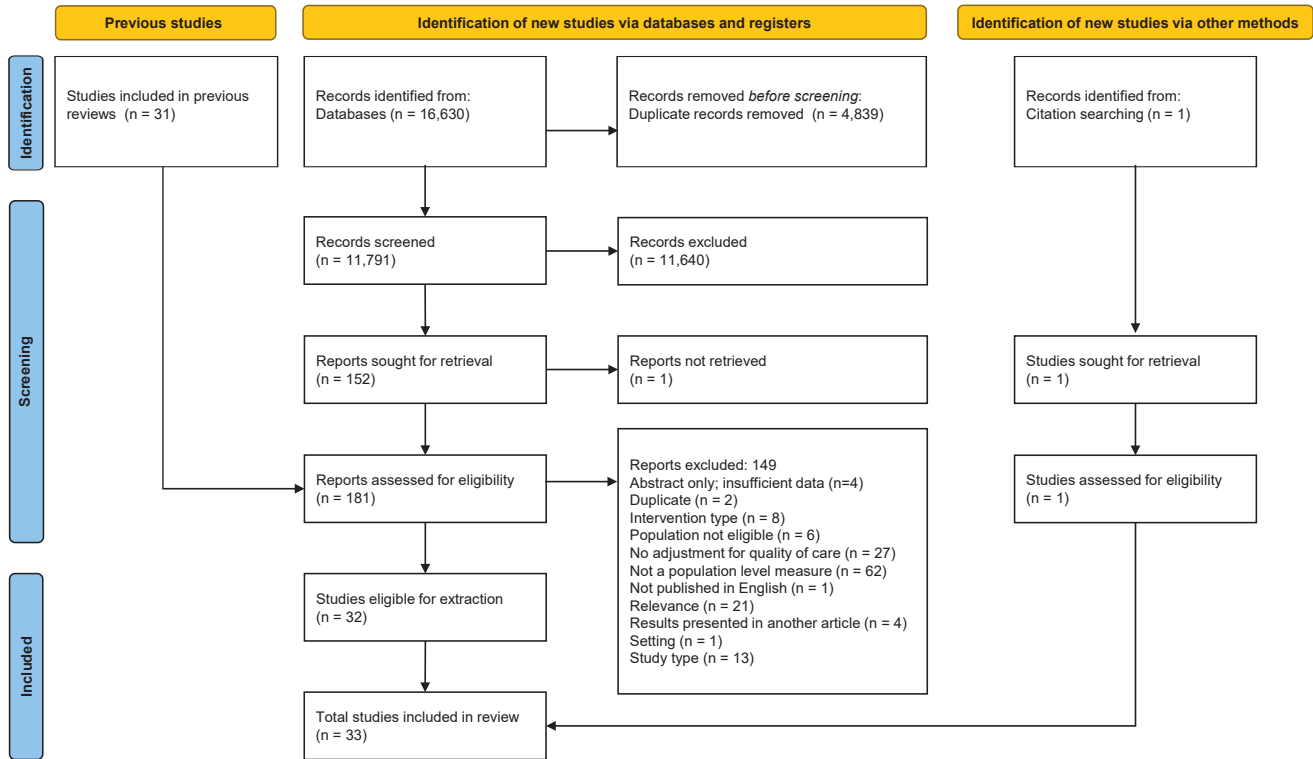 Previous studies
Identification of new studies via databases and registers
Identification of new studies via other methods
Identification
Studies included in previous
reviews (n = 31)
Records identified from:
Databases (n = 16,630)
Records removed before screening:
Duplicate records removed (n = 4,839)
Records identified from:
Citation searching (n = 1)
Screening
Records screened
(n = 11,791)
Records excluded
(n = 11,640)
Reports sought for retrieval
(n = 152)
Reports not retrieved
(n = 1)
Studies sought for retrieval
(n = 1)
Reports assessed for eligibility
(n = 181)
Reports excluded: 149
Abstract only; insufficient data (n=4)
Duplicate (n = 2)
Intervention type (n = 8)
Population not eligible (n = 6)
No adjustment for quality of care (n = 27)
Not a population level measure (n = 62)
Not published in English (n = 1)
Relevance (n = 21)
Results presented in another article (n = 4)
Setting (n = 1)
Study type (n = 13)
Studies assessed for eligibility
(n = 1)
Included
Studies eligible for extraction
(n = 32)
Total studies included in review
(n = 33)